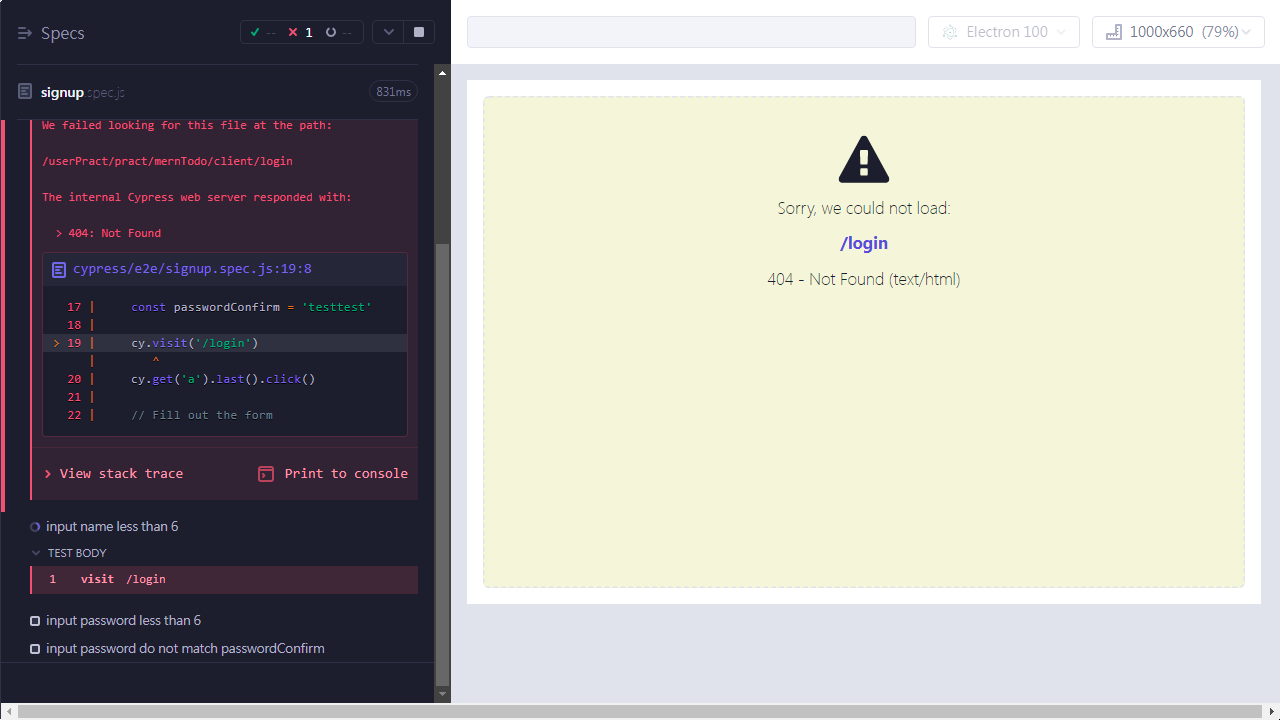 Specs
-- 1 --
signup.spec.js
831ms
We failed looking for this file at the path:
/userPract/pract/mernTodo/client/login
The internal Cypress web server responded with:
> 404: Not Found
cypress/e2e/signup.spec.js:19:8
17 | const passwordConfirm = 'testtest'
18 |
> 19 | cy.visit('/login')
| ^
20 | cy.get('a').last().click()
21 |
22 | // Fill out the form
> View stack trace
Print to console
input name less than 6
TEST BODY
1 visit /login
input password less than 6
input password do not match passwordConfirm
Electron 100
1000x660 (79%)
Sorry, we could not load:
/login
404 - Not Found (text/html)